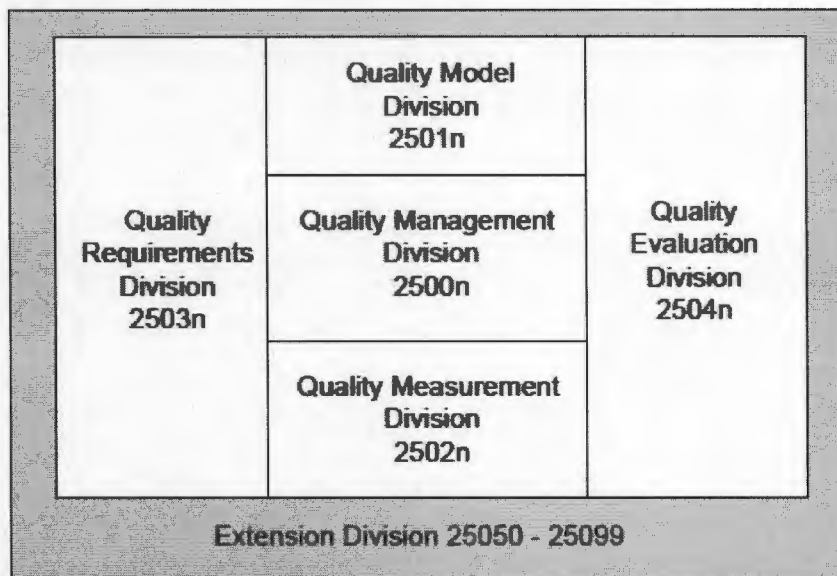 Quality Model
Division
2501n
Quality
Requirements
Division
2503n
Quality Management
Division
2500n
Quality
Evaluation
Division
2504n
Quality Measurement
Division
2502n
Extension Division 25050 - 25099